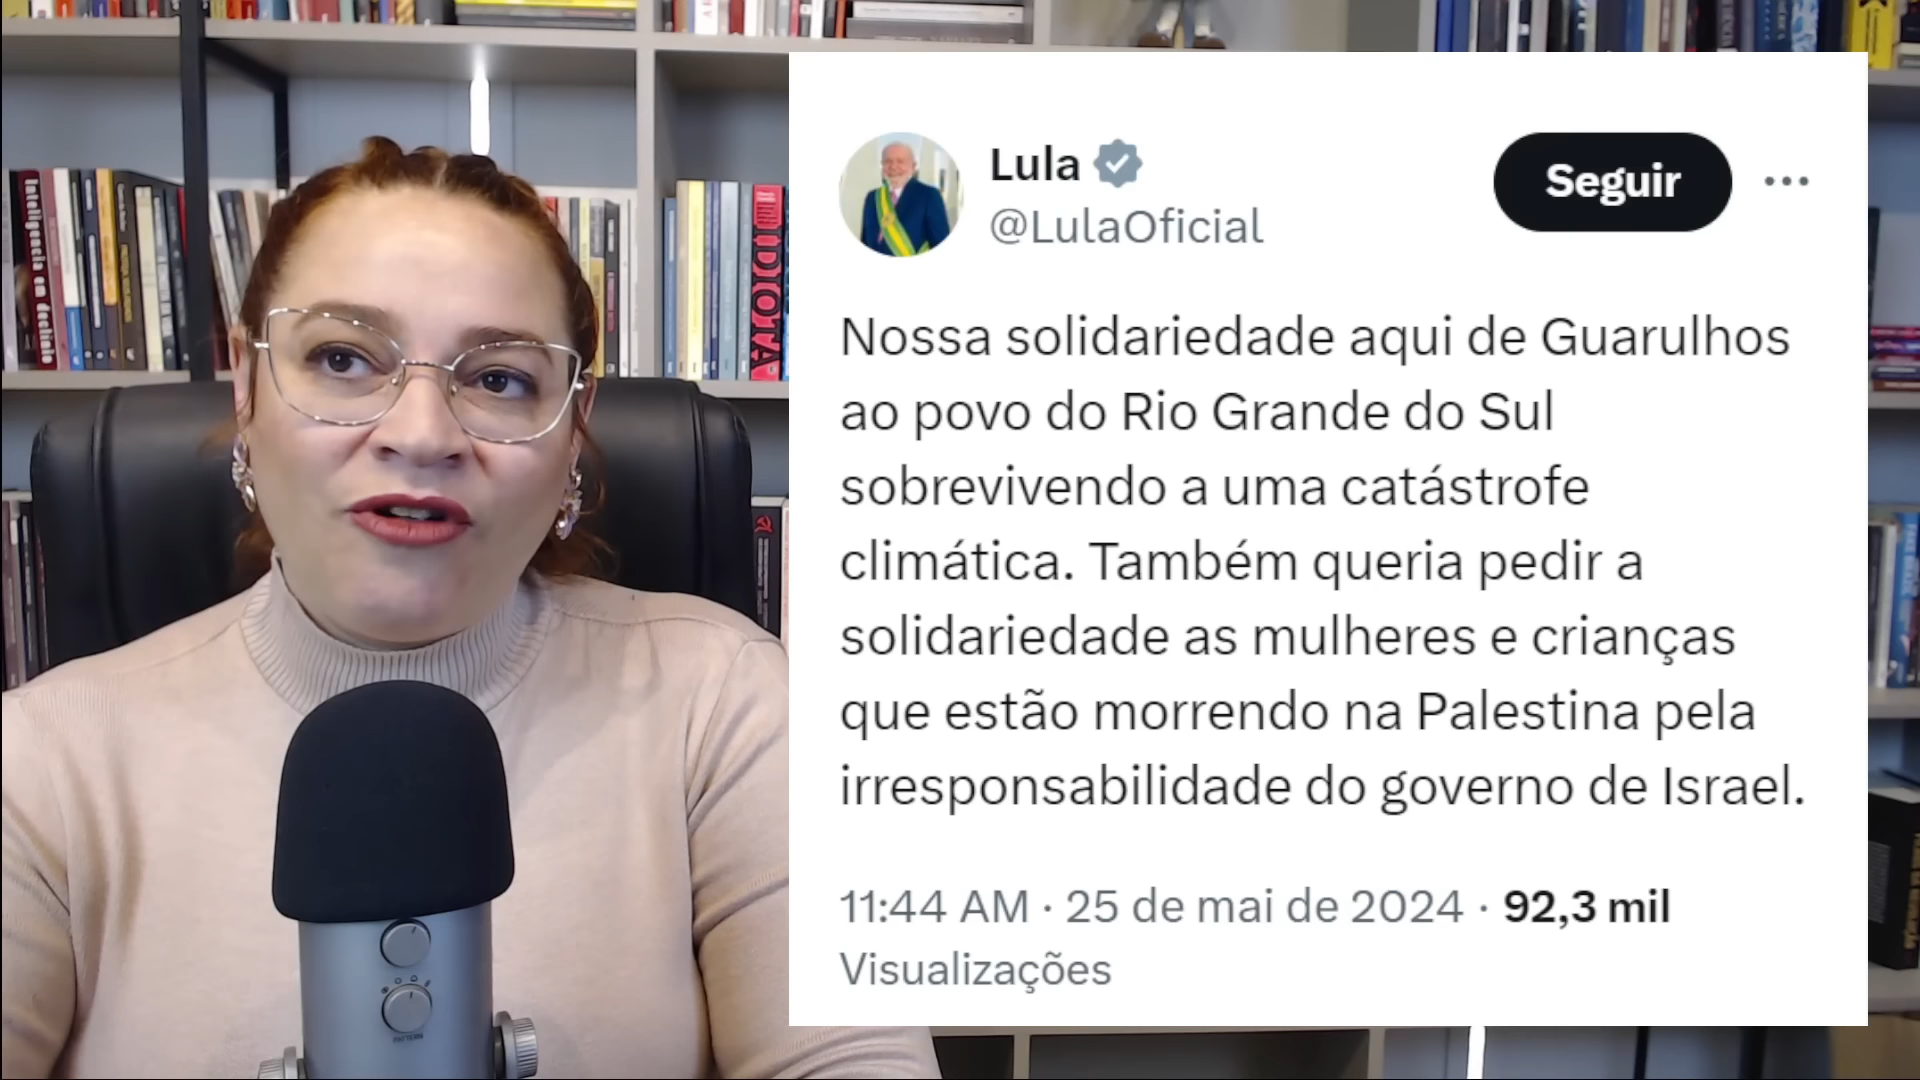 Inteligencia em declínio
IDIOTA
Lula
@LulaOficial
Seguir
Nossa solidariedade aqui de Guarulhos
ao povo do Rio Grande do Sul
sobrevivendo a uma catástrofe
climática. Também queria pedir a
solidariedade as mulheres e crianças
que estão morrendo na Palestina pela
irresponsabilidade do governo de Israel.
11:44 AM · 25 de mai de 2024 · 92,3 mil
Visualizações
PATTERN